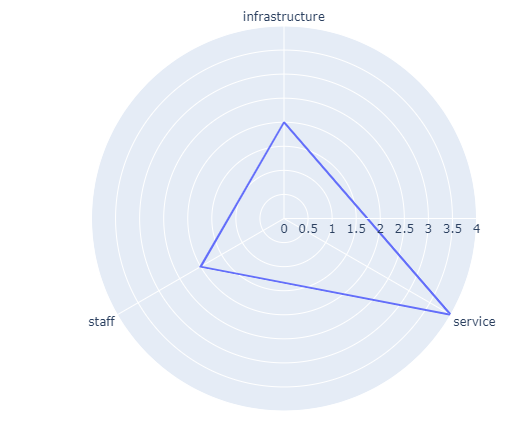 infrastructure
0 0.5 1 1.5 2 2.5 3 3.5 4
staff
service